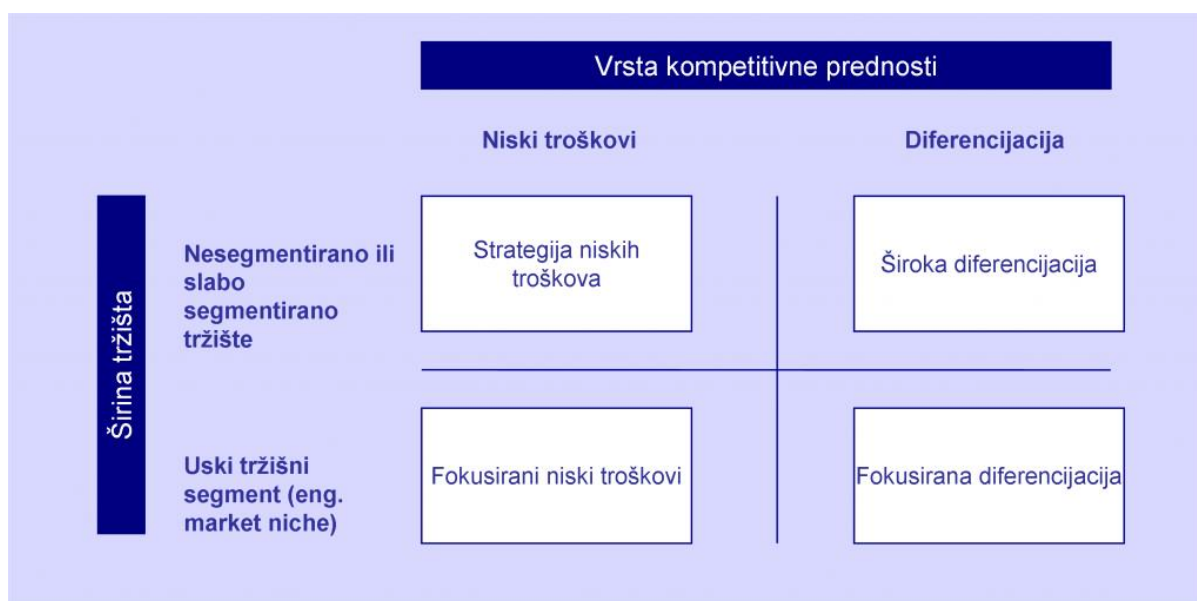 Vrsta kompetitivne prednosti
Niski troškovi
Diferencijacija
Širina tržišta
Nesegmentirano ili
slabo
segmentirano
tržište
Strategija niskih
troškova
Široka diferencijacija
Uski tržišni
segment (eng.
market niche)
Fokusirani niski troškovi
Fokusirana diferencijacija